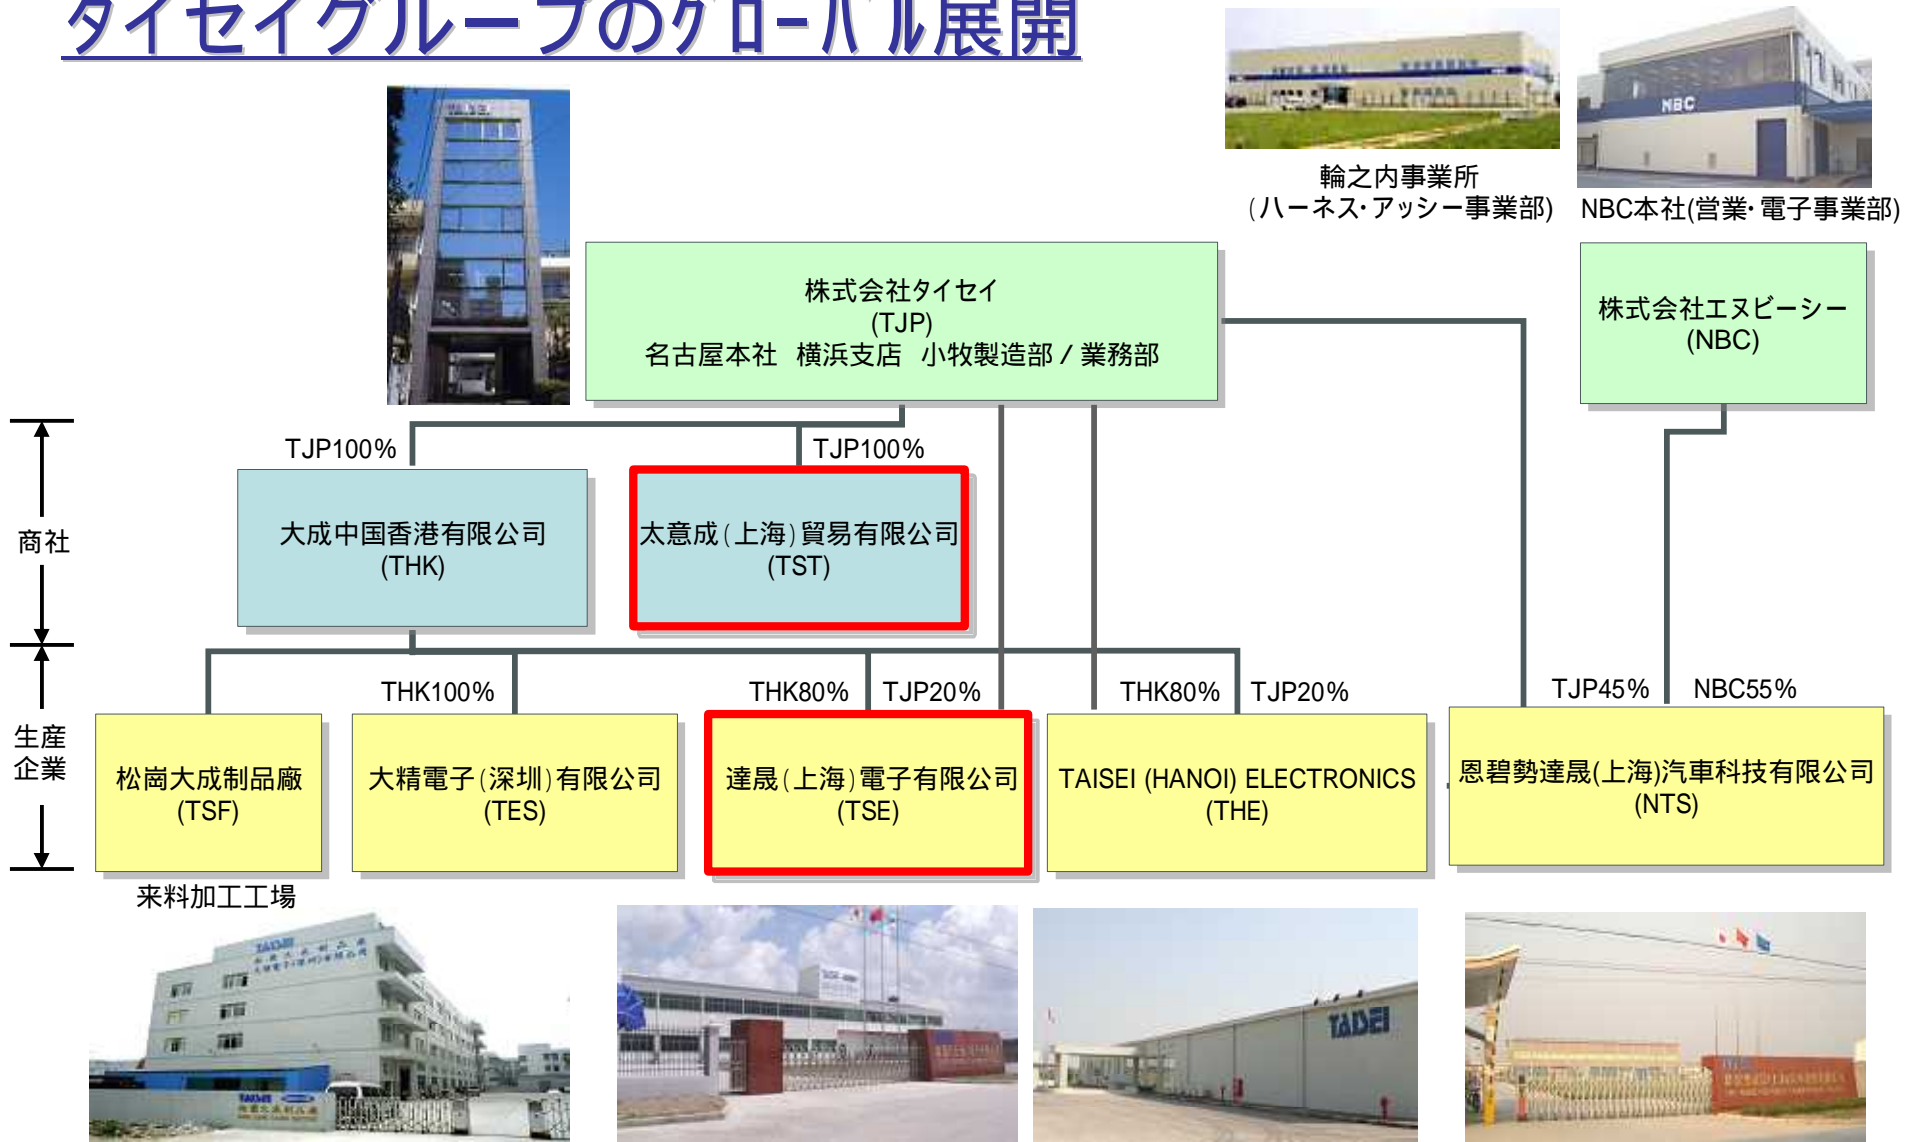 タイセイグループのグローバル展開
NBC
輪之内事業所
(ハーネス・アッシー事業部)
NBC本社(営業・電子事業部)
株式会社タイセイ
(TJP)
名古屋本社 横浜支店 小牧製造部 / 業務部
株式会社エヌビーシー
(NBC)
TJP100%
TJP100%
商社
大成中国香港有限公司
(THK)
太意成(上海)貿易有限公司
(TST)
生産
企業
THK100%
THK80%
TJP20%
THK80%
TJP20%
TJP45%
NBC55%
松崗大成制品廠
(TSF)
大精電子(深圳)有限公司
(TES)
達晟(上海)電子有限公司
(TSE)
TAISEI (HANOI) ELECTRONICS
(THE)
恩碧勢達晟(上海)汽車科技有限公司
(NTS)
来料加工工場
TAISEI
TAISEI
TAISEI